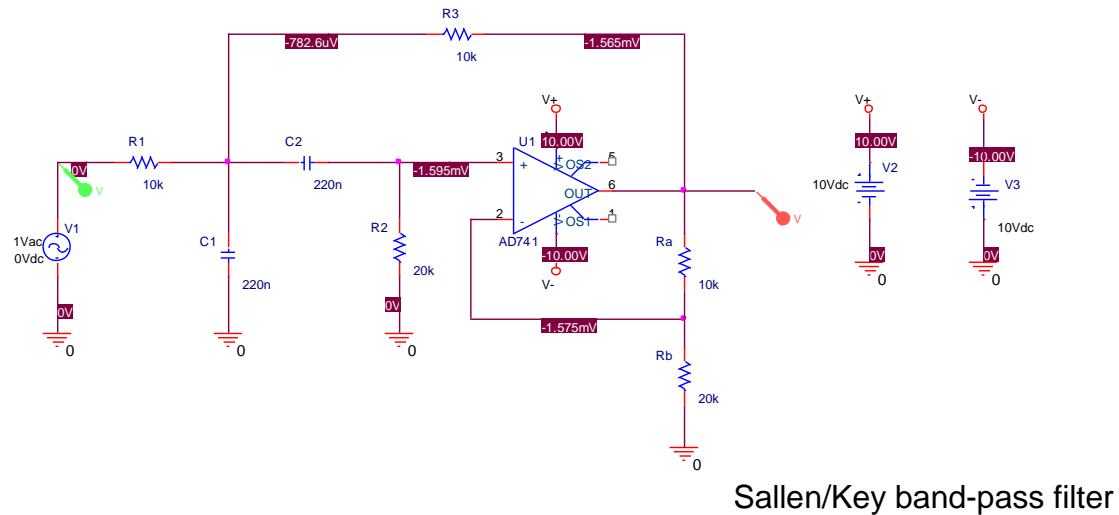 R3
-782.6uV
-1.565mV
10k
V+
V+
V-
R1
C2
U1
10.00V
10.00V
-10.00V
0V
10k
220n
-1.595mV
3
+
V+
OS2
5
V2
V
OUT
6
10Vdc
V3
V1
2
-
V-
OS1
1
V
1Vac
0Vdc
C1
R2
AD741
Ra
10Vdc
220n
20k
-10.00V
10k
0V
0V
V-
0
0
0V
0V
-1.575mV
0
0
0
Rb
20k
0
Sallen/Key band-pass filter